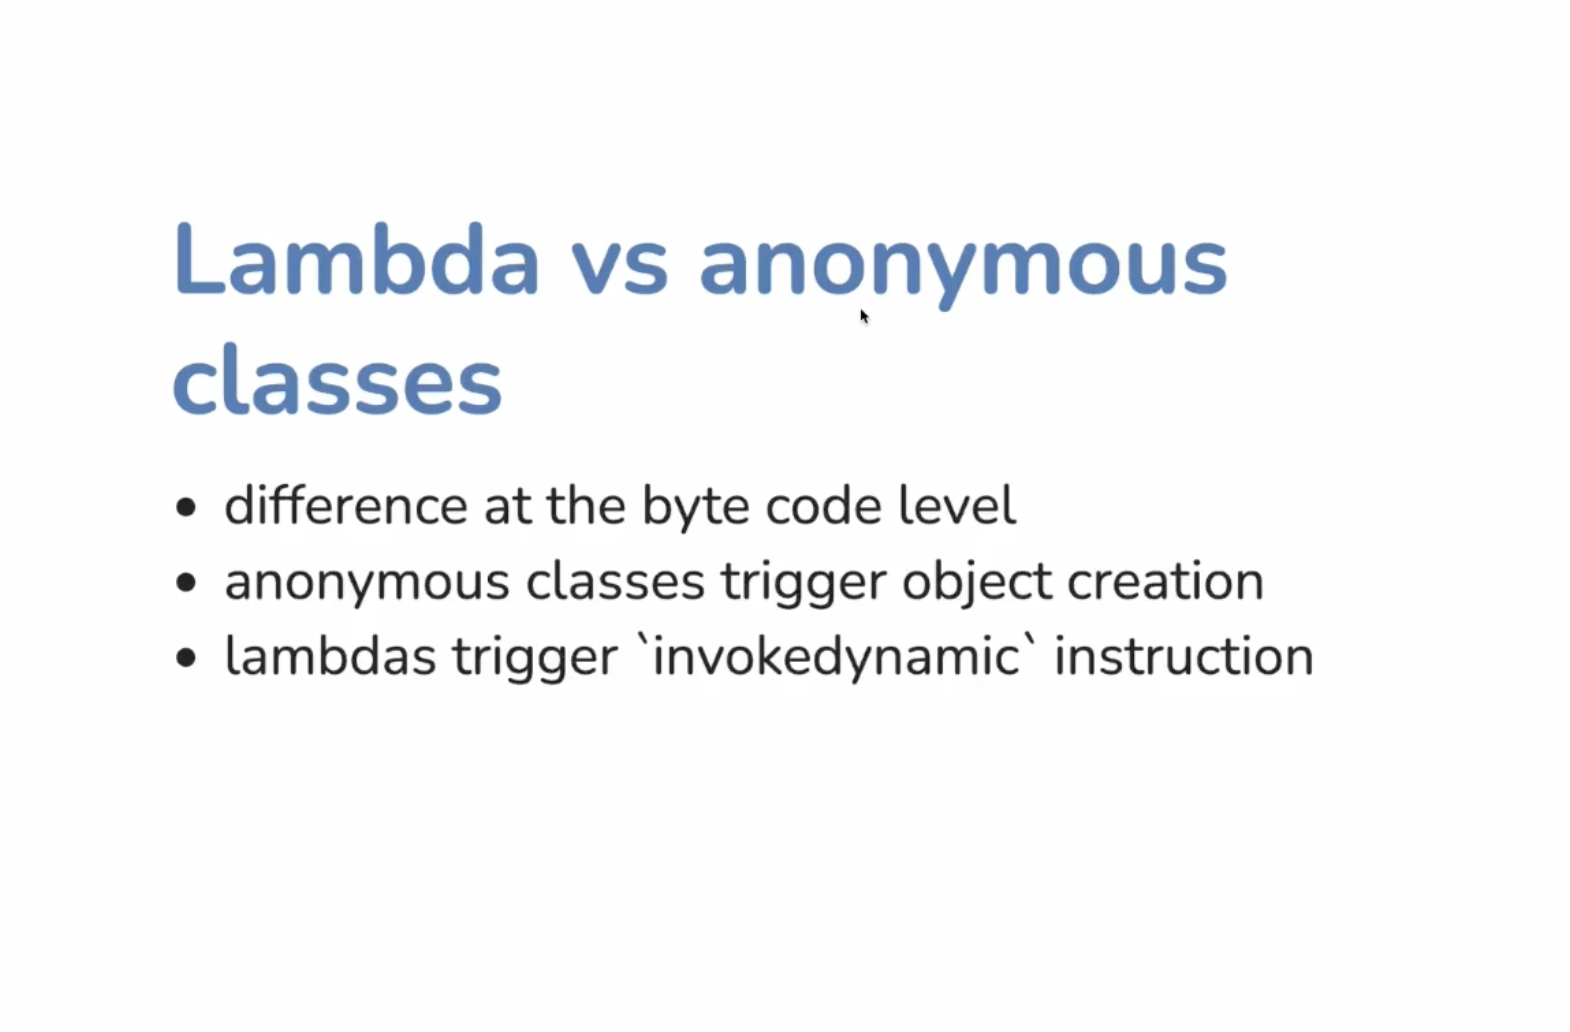 Lambda vs anonymous
classes
• difference at the byte code level
• anonymous classes trigger object creation
• lambdas trigger `invokedynamic` instruction